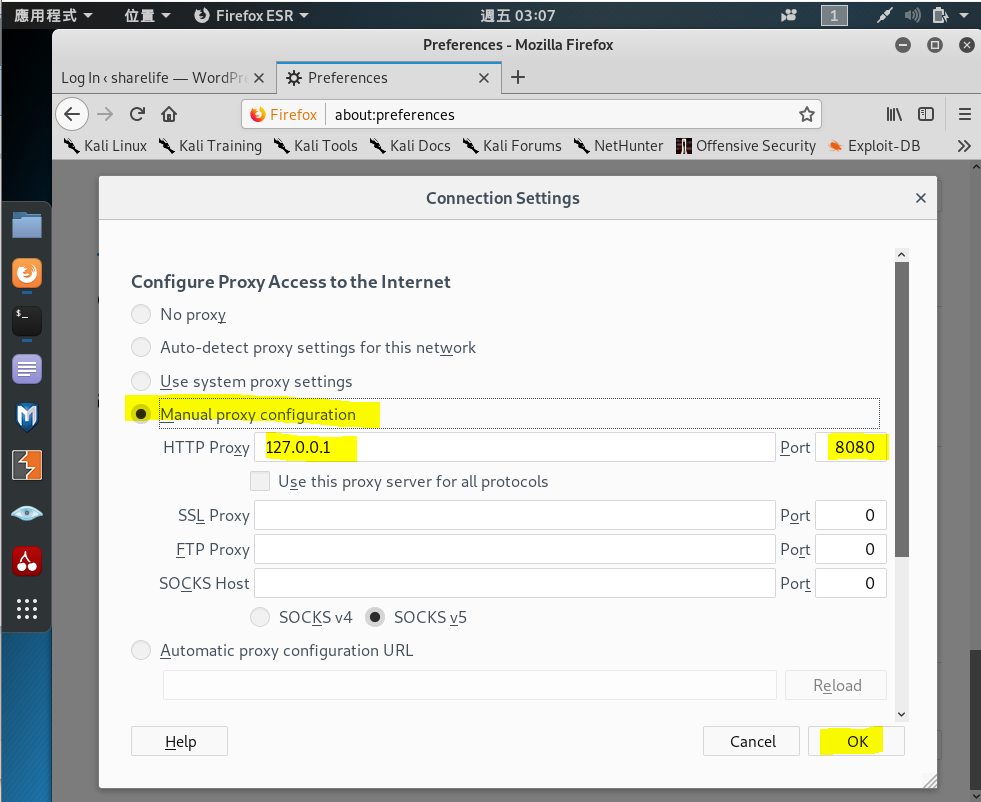 應用程式 位置 Firefox ESR 週五 03:07 1
Preferences - Mozilla Firefox
Log In ‹ sharelife — WordPre Preferences
Firefox about:preferences
Kali Linux Kali Training Kali Tools Kali Docs Kali Forums NetHunter Offensive Security Exploit-DB
Connection Settings
Configure Proxy Access to the Internet
No proxy
Auto-detect proxy settings for this network
Use system proxy settings
Manual proxy configuration
HTTP Proxy 127.0.0.1 Port 8080
Use this proxy server for all protocols
SSL Proxy Port 0
FTP Proxy Port 0
SOCKS Host Port 0
SOCKS v4 SOCKS v5
Automatic proxy configuration URL
Reload
Help Cancel OK